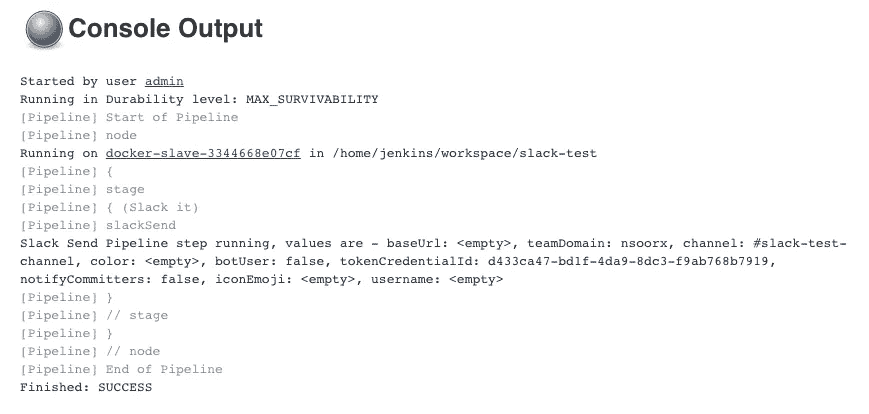 Console Output
Started by user admin
Running in Durability level: MAX_SURVIVABILITY
[Pipeline] Start of Pipeline
[Pipeline] node
Running on docker-slave-3344668e07cf in /home/jenkins/workspace/slack-test
[Pipeline] {
[Pipeline] stage
[Pipeline] { (Slack it)
[Pipeline] slackSend
Slack Send Pipeline step running, values are - baseUrl: <empty>, teamDomain: nsoorx, channel: #slack-test-
channel, color: <empty>, botUser: false, tokenCredentialId: d433ca47-bd1f-4da9-8dc3-f9ab768b7919,
notifyCommitters: false, iconEmoji: <empty>, username: <empty>
[Pipeline] }
[Pipeline] // stage
[Pipeline] }
[Pipeline] // node
[Pipeline] End of Pipeline
Finished: SUCCESS